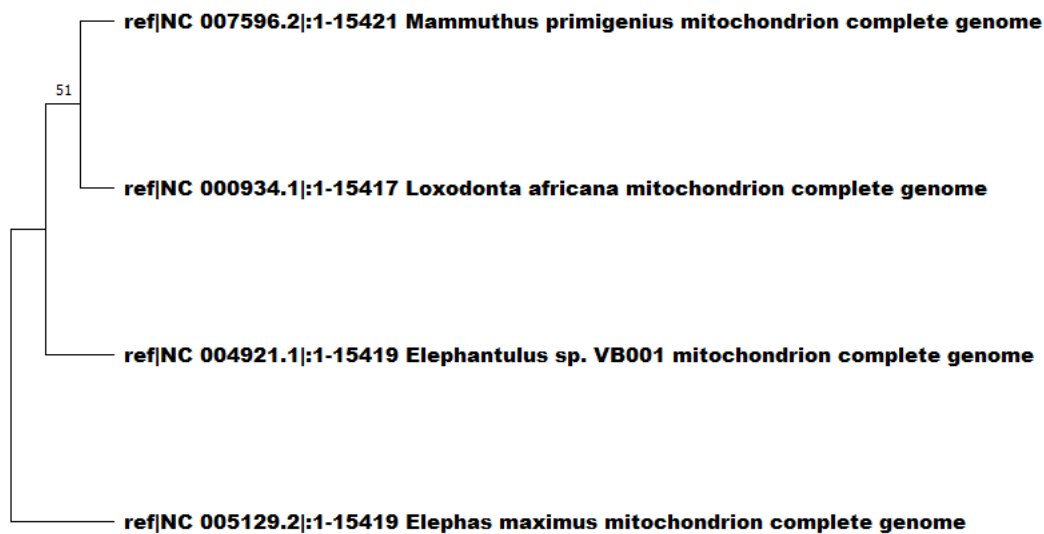 ref|NC 007596.2|:1-15421 Mammuthus primigenius mitochondrion complete genome
51
ref|NC 000934.1|:1-15417 Loxodonta africana mitochondrion complete genome
ref|NC 004921.1|:1-15419 Elephantulus sp. VB001 mitochondrion complete genome
ref|NC 005129.2|:1-15419 Elephas maximus mitochondrion complete genome